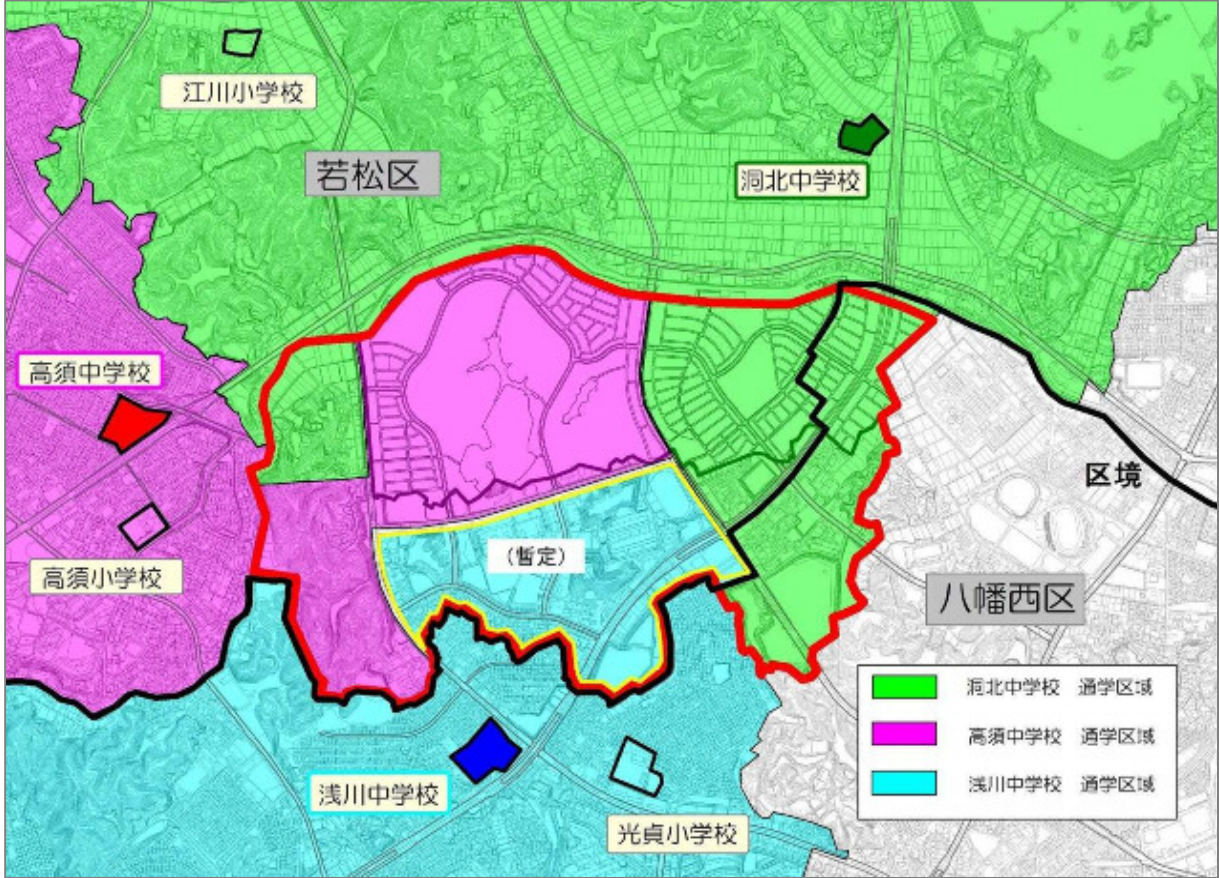 江川小学校
若松区
洞北中学校
高須中学校
区境
(暫定)
高須小学校
八幡西区
洞北中学校 通学区域
高須中学校 通学区域
浅川中学校 通学区域
浅川中学校
光貞小学校